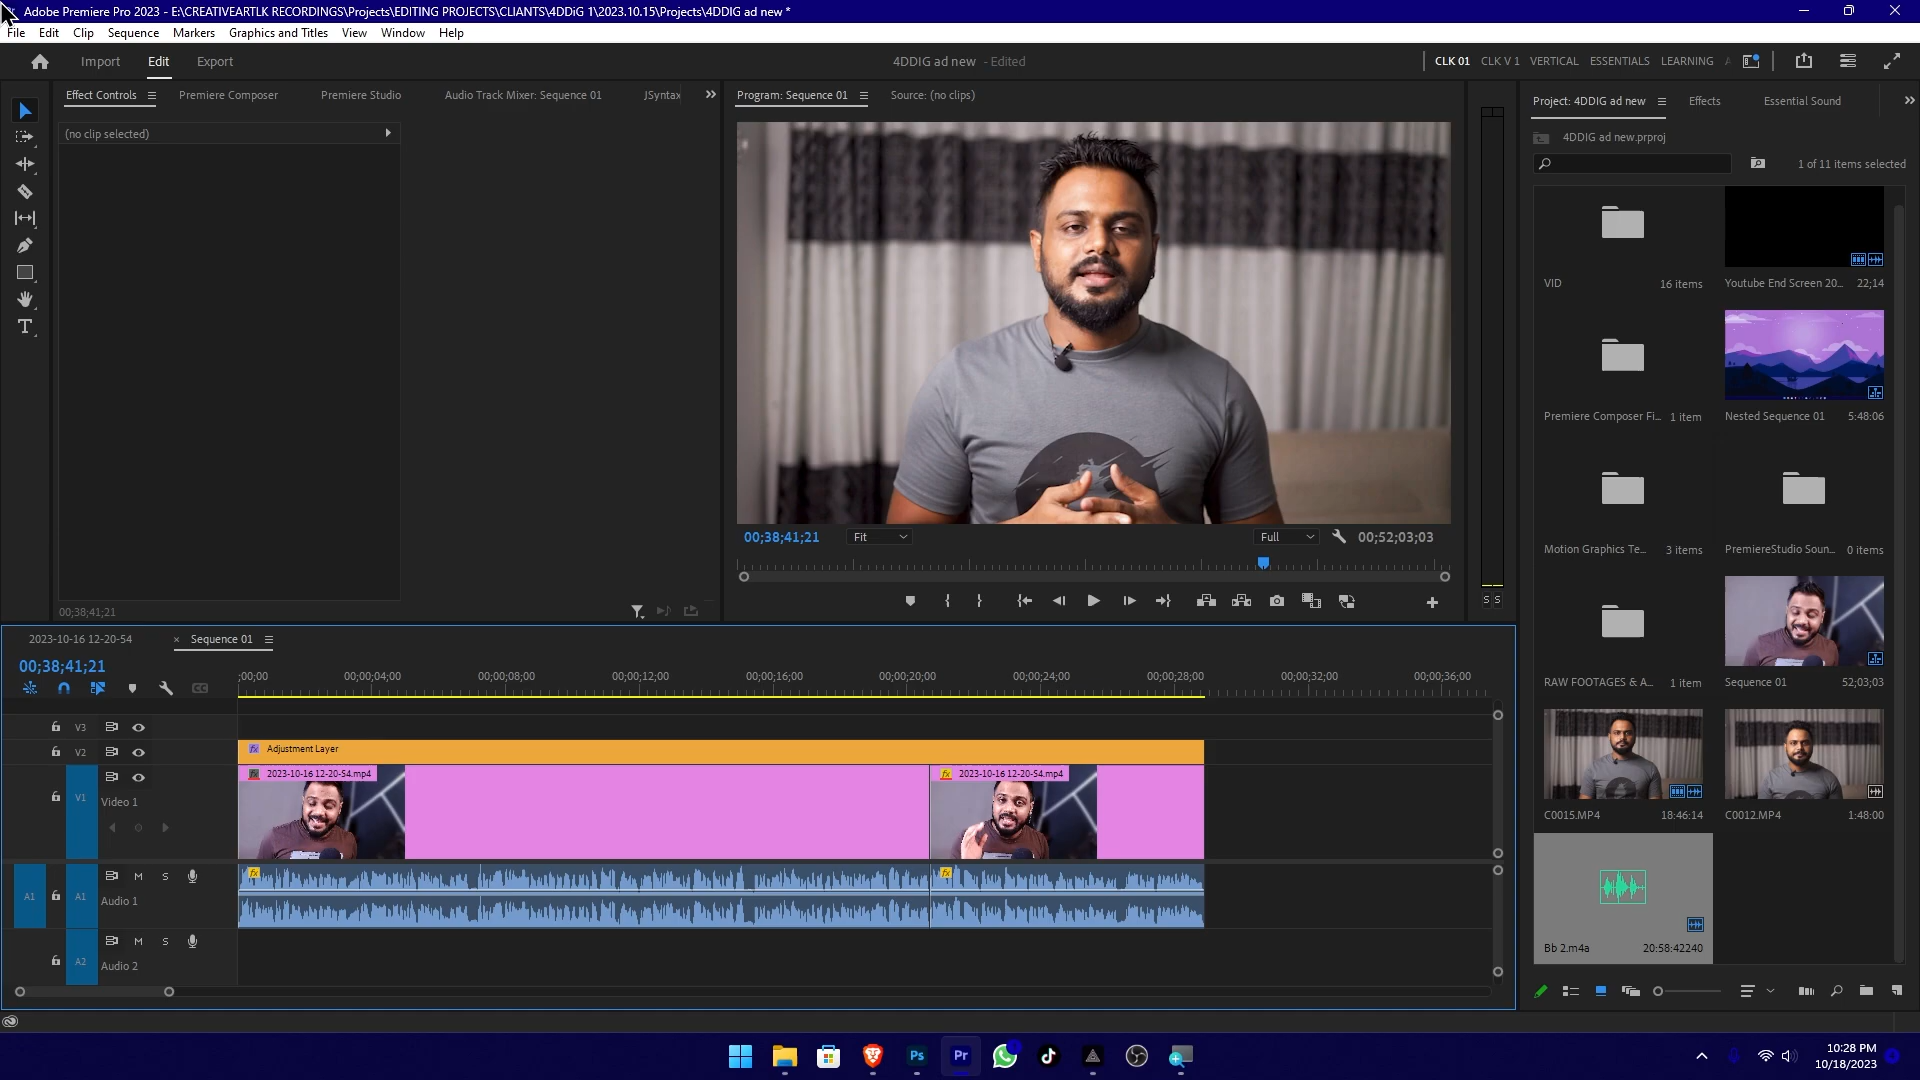 Adobe Premiere Pro 2023 - E:\CREATIVEARTLK RECORDINGS\Projects\EDITING PROJECTS\CLIANTS\4DDiG 1\2023.10.15\Projects\4DDIG ad new *
File Edit Clip Sequence Markers Graphics and Titles View Window Help
Import Edit Export
4DDIG ad new - Edited
CLK 01 CLK V 1 VERTICAL ESSENTIALS LEARNING
Effect Controls Premiere Composer Premiere Studio Audio Track Mixer: Sequence 01 JSyntax
(no clip selected)
00;38;41;21
Program: Sequence 01 Source: (no clips)
00;38;41;21 Fit Full 00;52;03;03
S S
Project: 4DDIG ad new Effects Essential Sound
4DDIG ad new.prproj
1 of 11 items selected
VID 16 items
Youtube End Screen 20... 22;14
Premiere Composer Fi... 1 item
Nested Sequence 01 5:48:06
Motion Graphics Te... 3 items
PremiereStudio Soun... 0 items
RAW FOOTAGES & A... 1 item
Sequence 01 52;03;03
C0015.MP4 18:46:14
C0012.MP4 1:48:00
Bb 2.m4a 20:58:42240
2023-10-16 12-20-54 × Sequence 01
00;38;41;21
;00;00 00;00;04;00 00;00;08;00 00;00;12;00 00;00;16;00 00;00;20;00 00;00;24;00 00;00;28;00 00;00;32;00 00;00;36;00
V3
V2 fx Adjustment Layer
V1 Video 1
fx 2023-10-16 12-20-54.mp4 fx 2023-10-16 12-20-54.mp4
A1 A1 M S Audio 1 fx fx
A2 M S Audio 2
Ps Pr
10:28 PM
10/18/2023